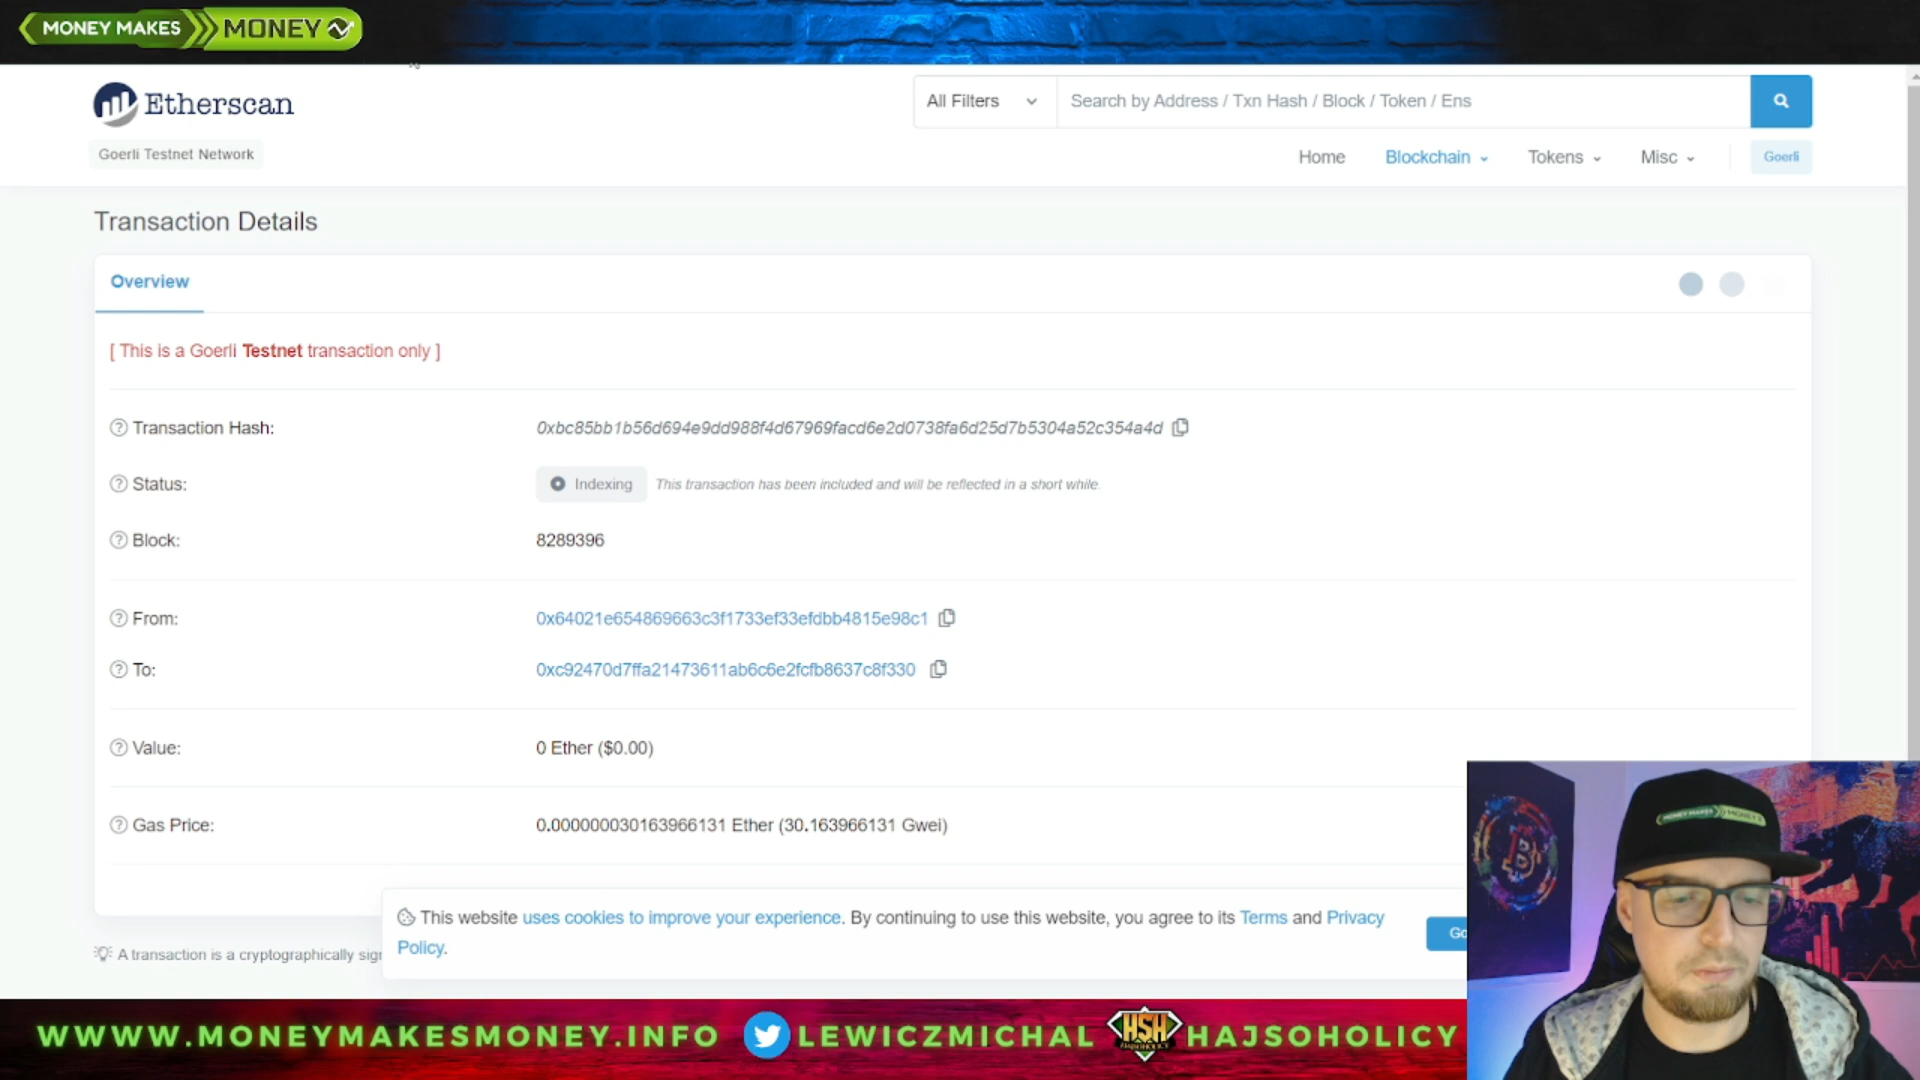 MONEY MAKES MONEY
Etherscan
All Filters
Search by Address / Txn Hash / Block / Token / Ens
Goerli Testnet Network
Home Blockchain Tokens Misc Goerli
Transaction Details
Overview
[ This is a Goerli Testnet transaction only ]
Transaction Hash: 0xbc85bb1b56d694e9dd988f4d67969facd6e2d0738fa6d25d7b5304a52c354a4d
Status: Indexing This transaction has been included and will be reflected in a short while.
Block: 8289396
From: 0x64021e654869663c3f1733ef33efdbb4815e98c1
To: 0xc92470d7ffa21473611ab6c6e2fcfb8637c8f330
Value: 0 Ether ($0.00)
Gas Price: 0.000000030163966131 Ether (30.163966131 Gwei)
This website uses cookies to improve your experience. By continuing to use this website, you agree to its Terms and Privacy
Policy.
Go
A transaction is a cryptographically sig
MONEY MAKES MONEY
WWWW.MONEYMAKESMONEY.INFO LEWICZMICHAL HSH HAJSOHOLICY